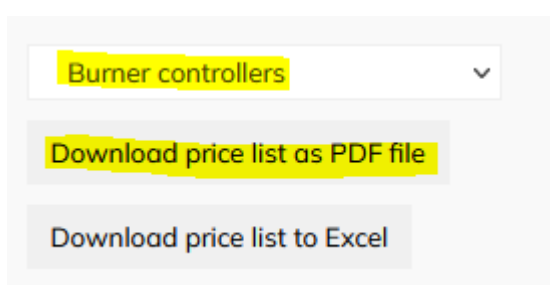 Burner controllers
Download price list as PDF file
Download price list to Excel